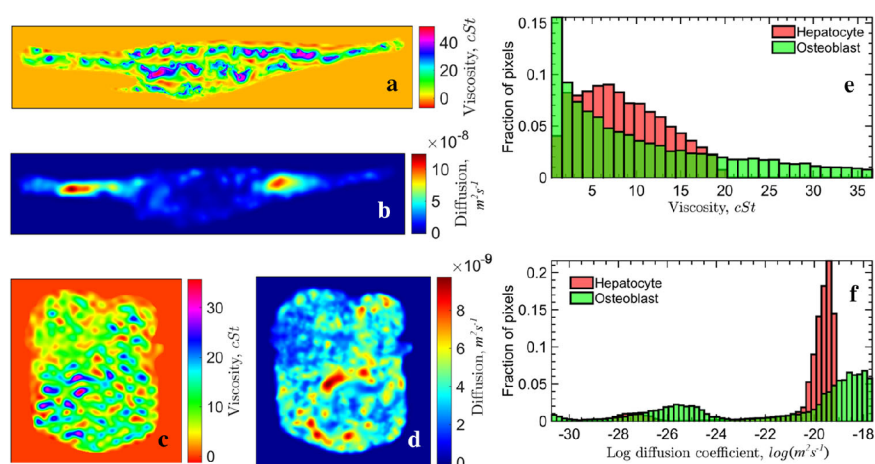 40
20
0
Viscosity, cSt
a
×10⁻⁸
10
5
0
Diffusion, m²s⁻¹
b
30
20
10
0
Viscosity, cSt
c
×10⁻⁹
8
6
4
2
0
Diffusion, m²s⁻¹
d
0.15
0.1
0.05
0
Fraction of pixels
Hepatocyte
Osteoblast
e
5 10 15 20 25 30 35
Viscosity, cSt
0.2
0.15
0.1
0.05
0
Fraction of pixels
Hepatocyte
Osteoblast
f
-30 -28 -26 -24 -22 -20 -18
Log diffusion coefficient, log(m²s⁻¹)